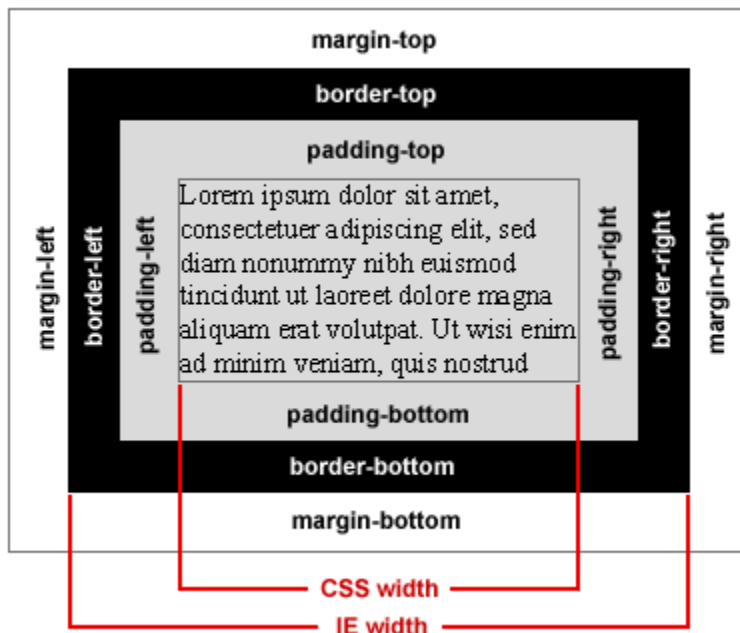 margin-top
border-top
padding-top
margin-left
border-left
padding-left
Lorem ipsum dolor sit amet,
consectetuer adipiscing elit, sed
diam nonummy nibh euismod
tincidunt ut laoreet dolore magna
aliquam erat volutpat. Ut wisi enim
ad minim veniam, quis nostrud
padding-right
border-right
margin-right
padding-bottom
border-bottom
margin-bottom
CSS width
IE width